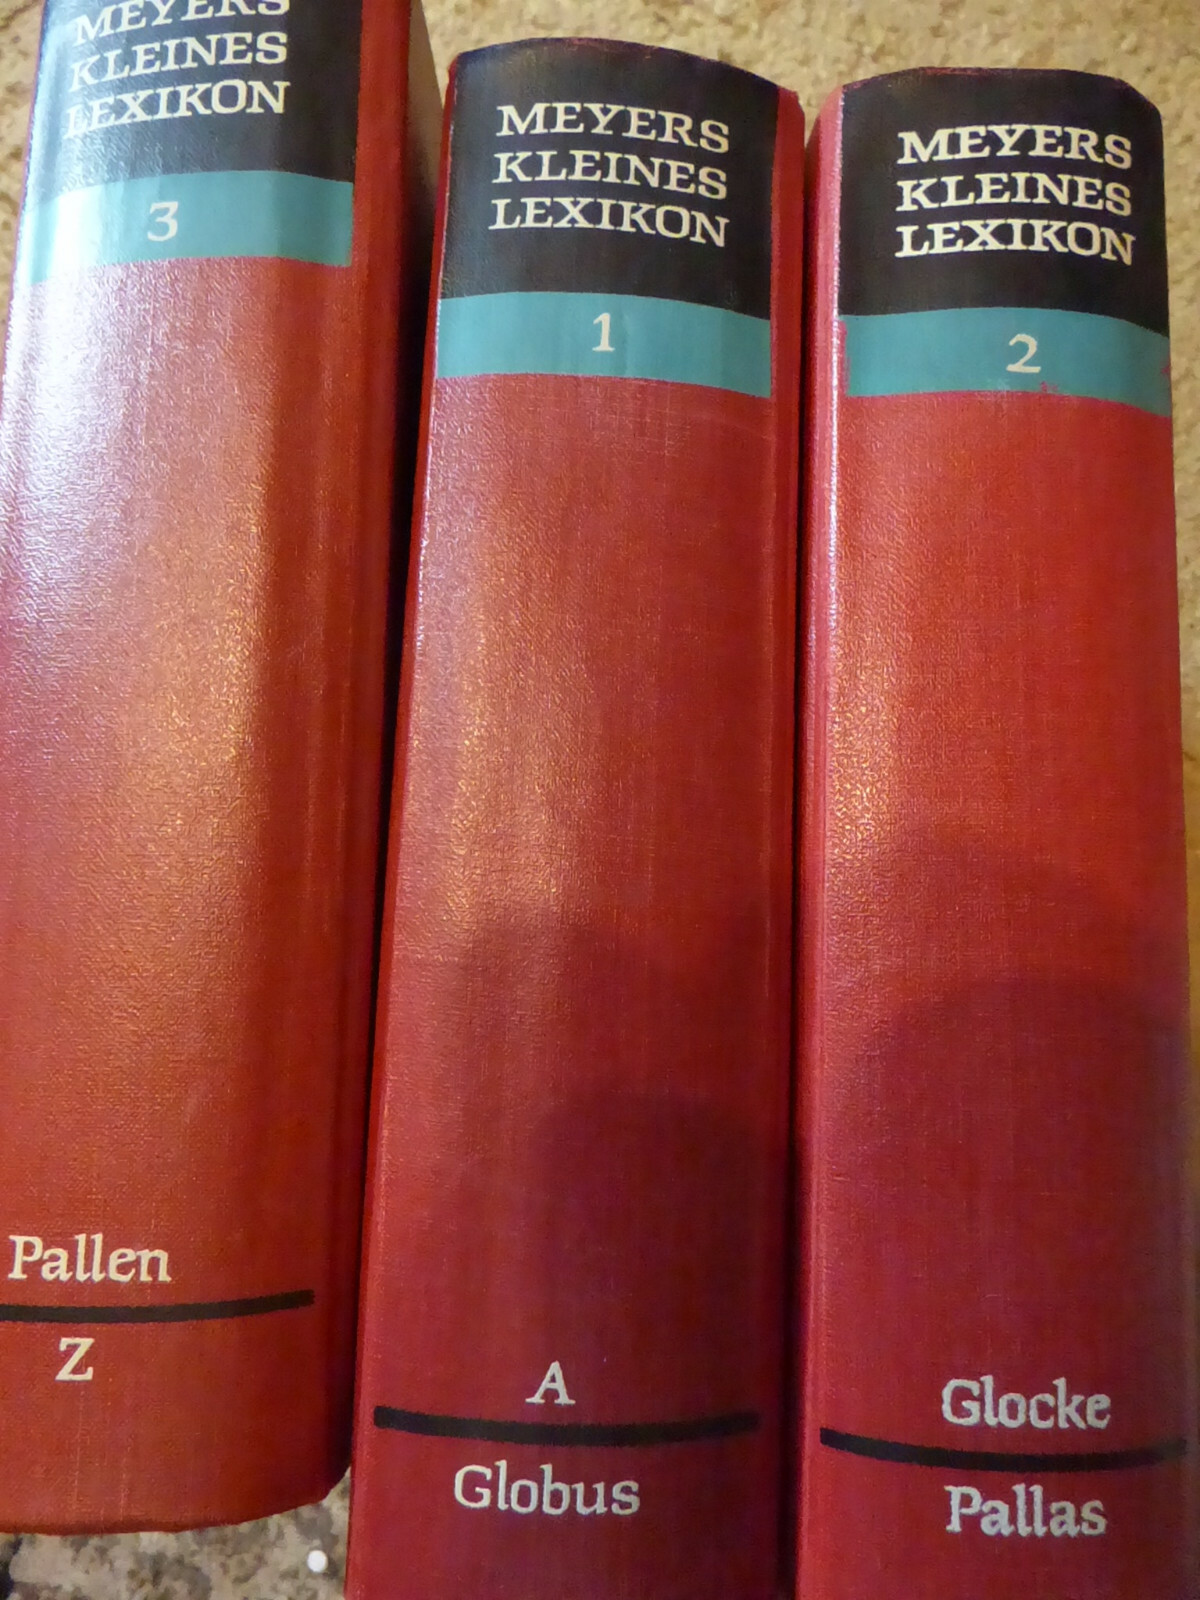 MEYERS
KLEINES
LEXIKON
3
Pallen
Z
MEYERS
KLEINES
LEXIKON
1
A
Globus
MEYERS
KLEINES
LEXIKON
2
Glocke
Pallas